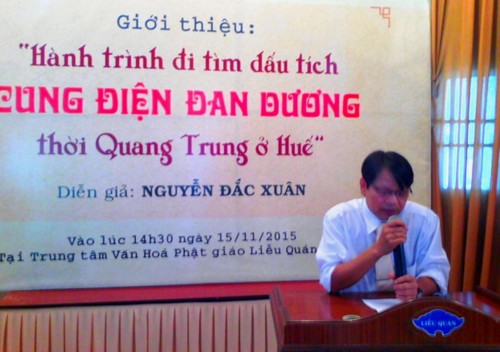 Giới thiệu:
"Hành trình đi tìm dấu tích
CUNG ĐIỆN ĐAN DƯƠNG
thời Quang Trung ở Huế"
Diễn giả: NGUYỄN ĐẮC XUÂN
Vào lúc 14h30 ngày 15/11/2015
Tại Trung tâm Văn Hoá Phật giáo Liễu Quán
LIỄU QUÁN